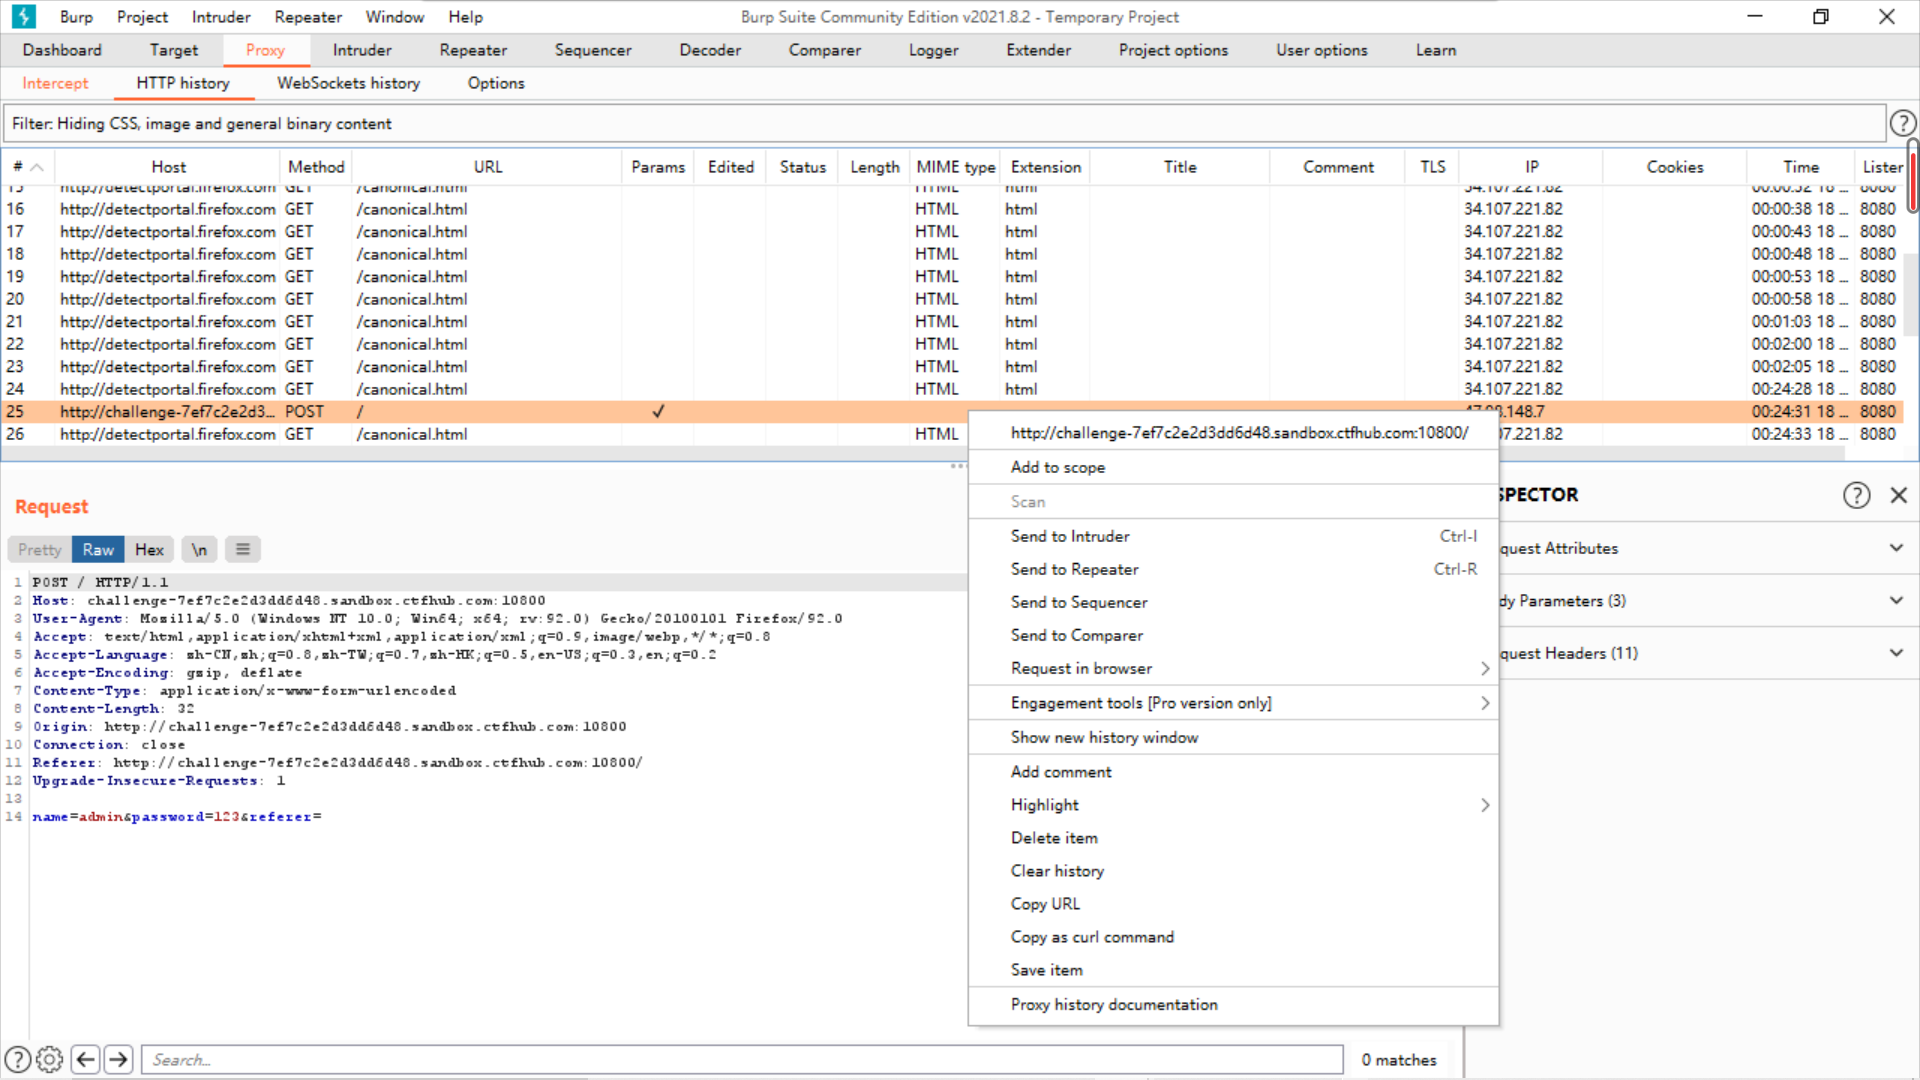 Burp Project Intruder Repeater Window Help Burp Suite Community Edition v2021.8.2 - Temporary Project
Dashboard Target Proxy Intruder Repeater Sequencer Decoder Comparer Logger Extender Project options User options Learn
Intercept HTTP history WebSockets history Options
Filter: Hiding CSS, image and general binary content
# Host Method URL Params Edited Status Length MIME type Extension Title Comment TLS IP Cookies Time Listen
15 http://detectportal.firefox.com GET /canonical.html HTML html 34.107.221.82 00:00:32 18 ... 8080
16 http://detectportal.firefox.com GET /canonical.html HTML html 34.107.221.82 00:00:38 18 ... 8080
17 http://detectportal.firefox.com GET /canonical.html HTML html 34.107.221.82 00:00:43 18 ... 8080
18 http://detectportal.firefox.com GET /canonical.html HTML html 34.107.221.82 00:00:48 18 ... 8080
19 http://detectportal.firefox.com GET /canonical.html HTML html 34.107.221.82 00:00:53 18 ... 8080
20 http://detectportal.firefox.com GET /canonical.html HTML html 34.107.221.82 00:00:58 18 ... 8080
21 http://detectportal.firefox.com GET /canonical.html HTML html 34.107.221.82 00:01:03 18 ... 8080
22 http://detectportal.firefox.com GET /canonical.html HTML html 34.107.221.82 00:02:00 18 ... 8080
23 http://detectportal.firefox.com GET /canonical.html HTML html 34.107.221.82 00:02:05 18 ... 8080
24 http://detectportal.firefox.com GET /canonical.html HTML html 34.107.221.82 00:24:28 18 ... 8080
25 http://challenge-7ef7c2e2d3... POST / ✓ .148.7 00:24:31 18 ... 8080
26 http://detectportal.firefox.com GET /canonical.html HTML 7.221.82 00:24:33 18 ... 8080
http://challenge-7ef7c2e2d3dd6d48.sandbox.ctfhub.com:10800/
Add to scope
Scan
Send to Intruder Ctrl-I
Send to Repeater Ctrl-R
Send to Sequencer
Send to Comparer
Request in browser
Engagement tools [Pro version only]
Show new history window
Add comment
Highlight
Delete item
Clear history
Copy URL
Copy as curl command
Save item
Proxy history documentation
Request
Pretty Raw Hex \n
1 POST / HTTP/1.1
2 Host: challenge-7ef7c2e2d3dd6d48.sandbox.ctfhub.com:10800
3 User-Agent: Mozilla/5.0 (Windows NT 10.0; Win64; x64; rv:92.0) Gecko/20100101 Firefox/92.0
4 Accept: text/html,application/xhtml+xml,application/xml;q=0.9,image/webp,*/*;q=0.8
5 Accept-Language: zh-CN,zh;q=0.8,zh-TW;q=0.7,zh-HK;q=0.5,en-US;q=0.3,en;q=0.2
6 Accept-Encoding: gzip, deflate
7 Content-Type: application/x-www-form-urlencoded
8 Content-Length: 32
9 Origin: http://challenge-7ef7c2e2d3dd6d48.sandbox.ctfhub.com:10800
10 Connection: close
11 Referer: http://challenge-7ef7c2e2d3dd6d48.sandbox.ctfhub.com:10800/
12 Upgrade-Insecure-Requests: 1
13
14 name=admin&password=123&referer=
SPECTOR
quest Attributes
dy Parameters (3)
quest Headers (11)
Search... 0 matches